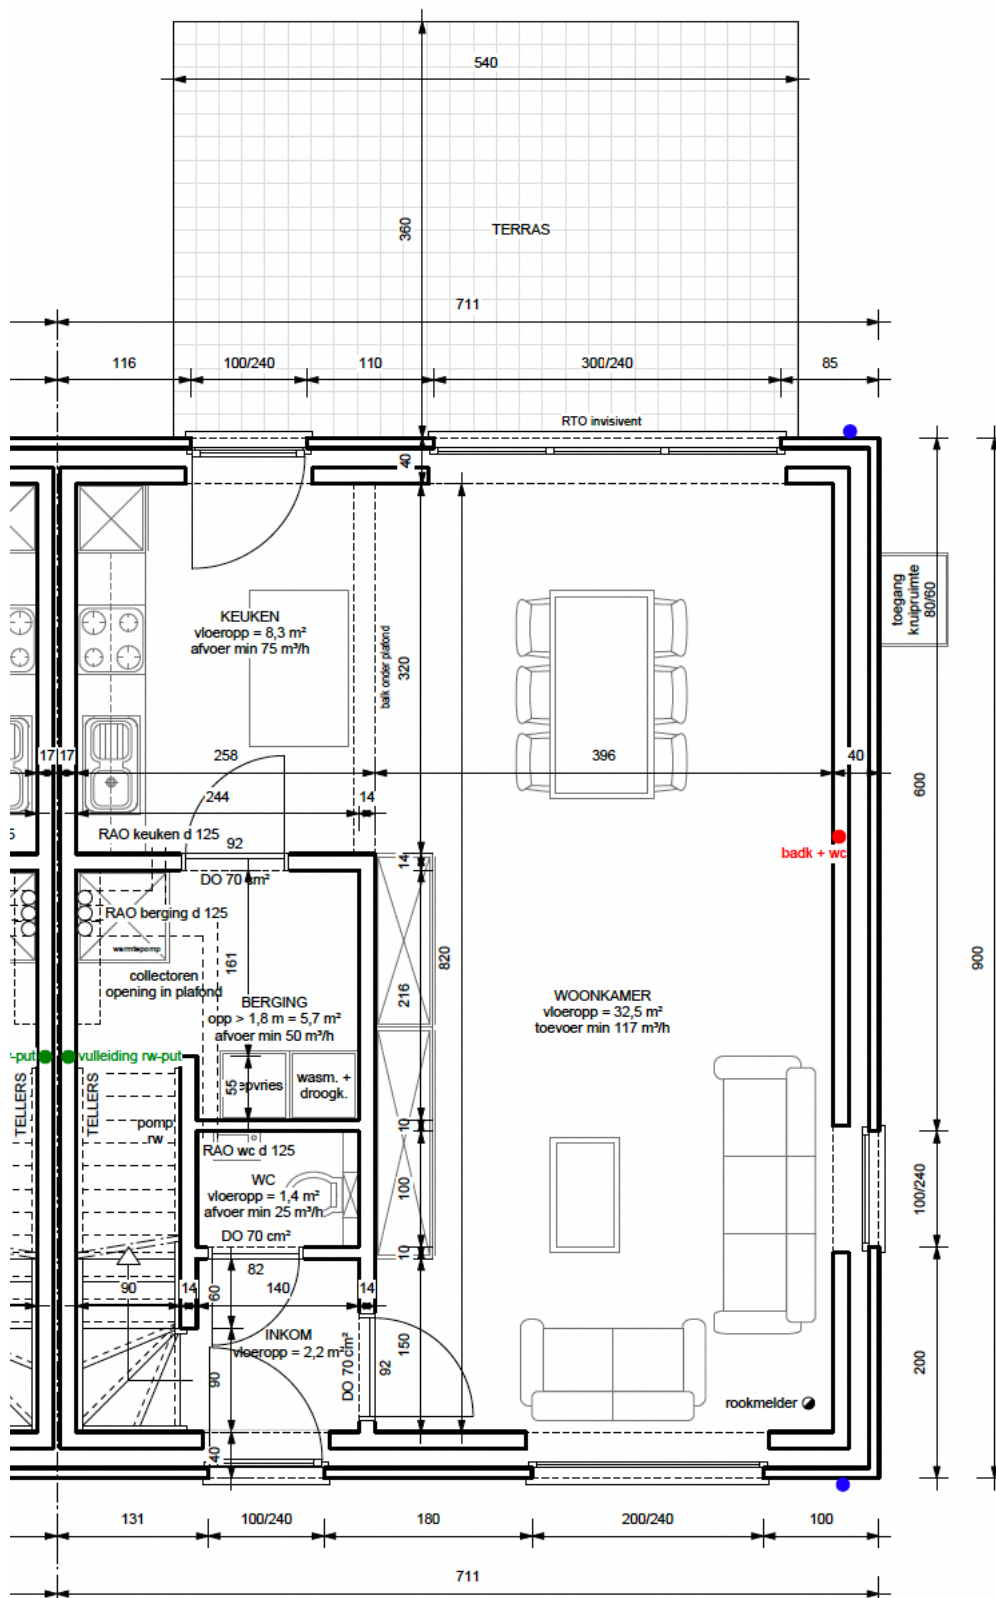 540
360
TERRAS
711
116
100/240
110
300/240
85
RTO invisivent
40
toegang
kruipruimte
80/60
KEUKEN
vloeropp = 8,3 m²
afvoer min 75 m³/h
balk onder plafond
320
17
17
258
396
40
600
244
14
RAO keuken d 125
92
badk + wc
14
DO 70 cm²
RAO berging d 125
warmtepomp
161
820
900
collectoren
opening in plafond
216
BERGING
opp > 1,8 m = 5,7 m²
afvoer min 50 m³/h
WOONKAMER
vloeropp = 32,5 m²
toevoer min 117 m³/h
-put
vulleiding rw-put
TELLERS
TELLERS
55
epvries
wasm. +
droogk.
pomp
rw
10
RAO wc d 125
WC
vloeropp = 1,4 m²
afvoer min 25 m³/h
100
100/240
DO 70 cm²
10
82
90
14
60
140
14
INKOM
vloeropp = 2,2 m²
150
DO 70 cm²
92
90
200
rookmelder
40
131
100/240
180
200/240
100
711